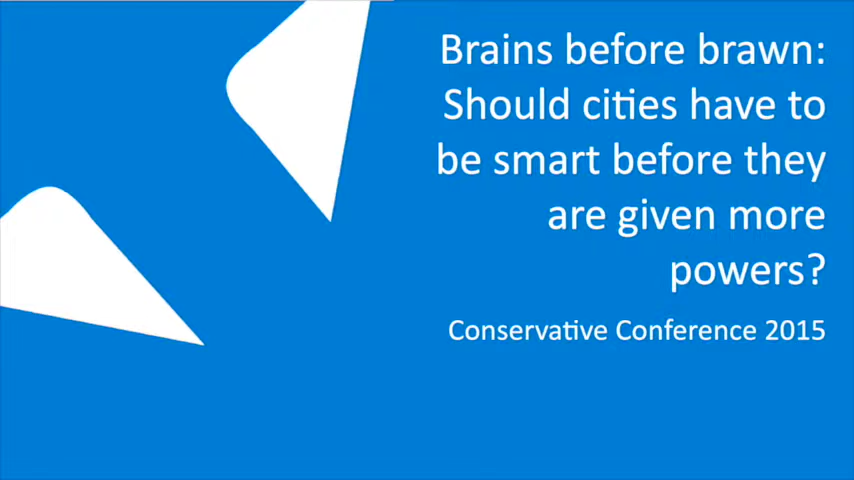 Brains before brawn:
Should cities have to
be smart before they
are given more
powers?
Conservative Conference 2015